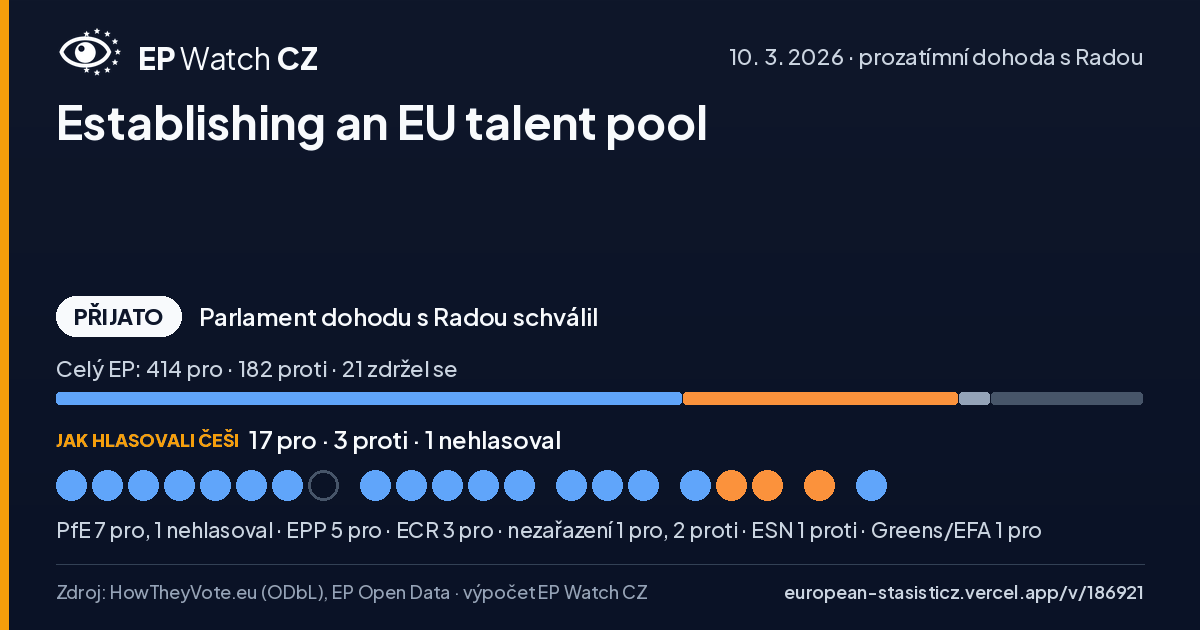 EP Watch CZ
10. 3. 2026 · prozatímní dohoda s Radou
Establishing an EU talent pool
PŘIJATO
Parlament dohodu s Radou schválil
Celý EP: 414 pro · 182 proti · 21 zdržel se
JAK HLASOVALI ČEŠI 17 pro · 3 proti · 1 nehlasoval
PfE 7 pro, 1 nehlasoval · EPP 5 pro · ECR 3 pro · nezařazení 1 pro, 2 proti · ESN 1 proti · Greens/EFA 1 pro
Zdroj: HowTheyVote.eu (ODbL), EP Open Data · výpočet EP Watch CZ
european-stasisticz.vercel.app/v/186921